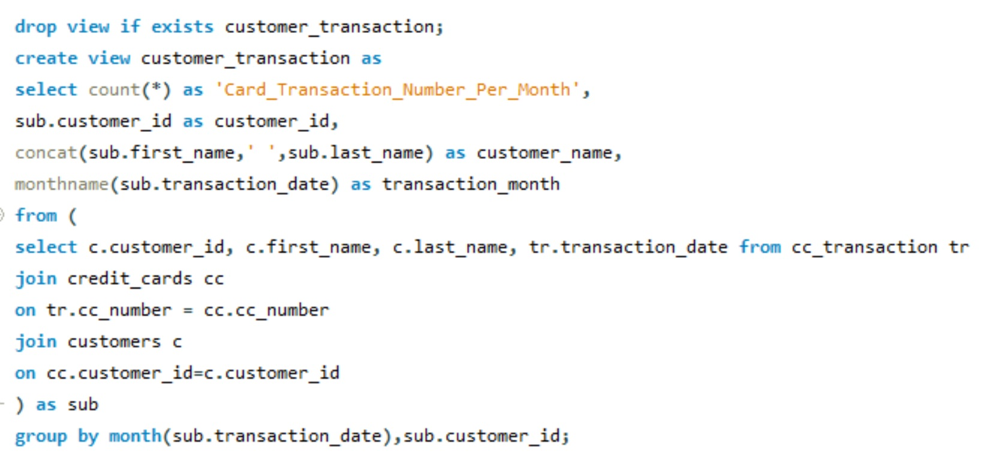 drop view if exists customer_transaction;
create view customer_transaction as
select count(*) as 'Card_Transaction_Number_Per_Month',
sub.customer_id as customer_id,
concat(sub.first_name,' ',sub.last_name) as customer_name,
monthname(sub.transaction_date) as transaction_month
from (
select c.customer_id, c.first_name, c.last_name, tr.transaction_date from cc_transaction tr
join credit_cards cc
on tr.cc_number = cc.cc_number
join customers c
on cc.customer_id=c.customer_id
) as sub
group by month(sub.transaction_date),sub.customer_id;